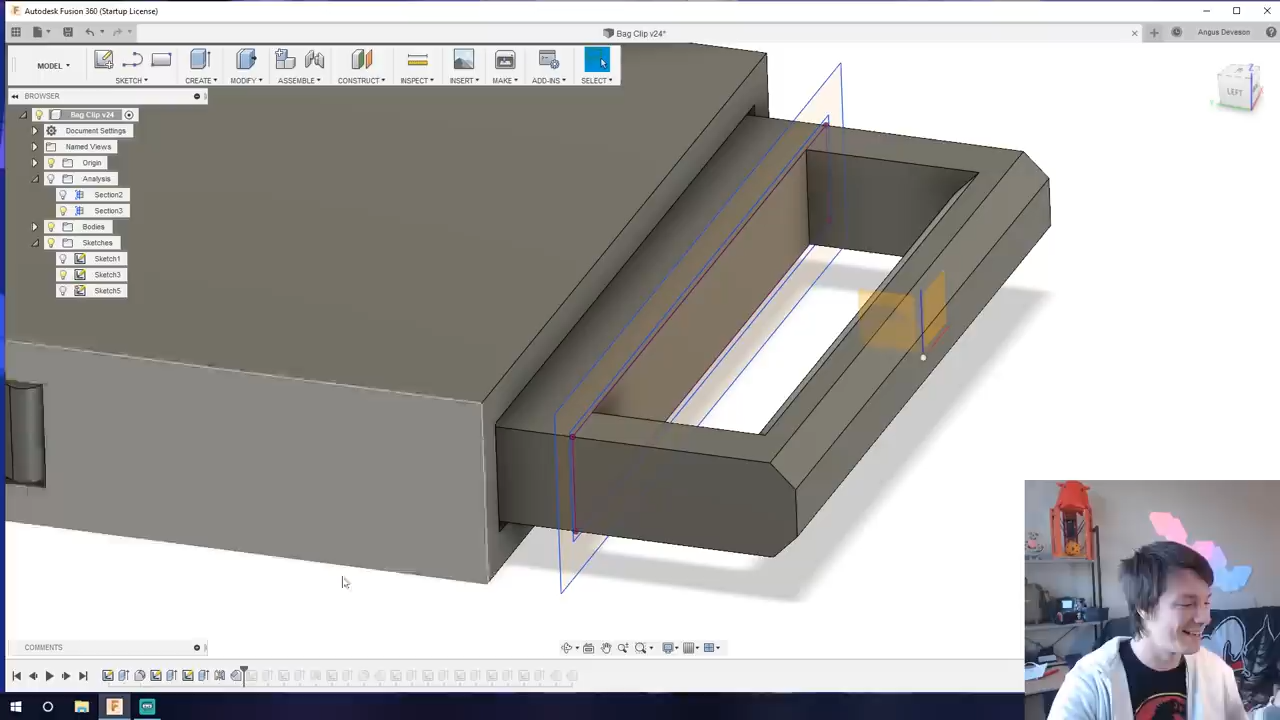 Autodesk Fusion 360 (Startup License)
Bag Clip v24*
Angus Deveson
MODEL
SKETCH
CREATE
MODIFY
ASSEMBLE
CONSTRUCT
INSPECT
INSERT
MAKE
ADD-INS
SELECT
BROWSER
Bag Clip v24
Document Settings
Named Views
Origin
Analysis
Section2
Section3
Bodies
Sketches
Sketch1
Sketch3
Sketch5
Z
LEFT
COMMENTS